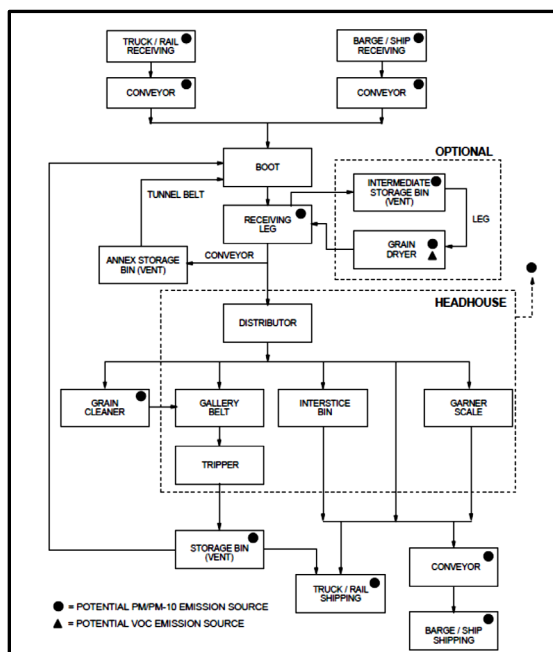 TRUCK / RAIL
RECEIVING
BARGE / SHIP
RECEIVING
CONVEYOR
CONVEYOR
OPTIONAL
BOOT
TUNNEL BELT
INTERMEDIATE
STORAGE BIN
(VENT)
RECEIVING
LEG
LEG
CONVEYOR
ANNEX STORAGE
BIN (VENT)
GRAIN
DRYER
HEADHOUSE
DISTRIBUTOR
GRAIN
CLEANER
GALLERY
BELT
INTERSTICE
BIN
GARNER
SCALE
TRIPPER
STORAGE BIN
(VENT)
CONVEYOR
TRUCK / RAIL
SHIPPING
BARGE / SHIP
SHIPPING
= POTENTIAL PM/PM-10 EMISSION SOURCE
= POTENTIAL VOC EMISSION SOURCE